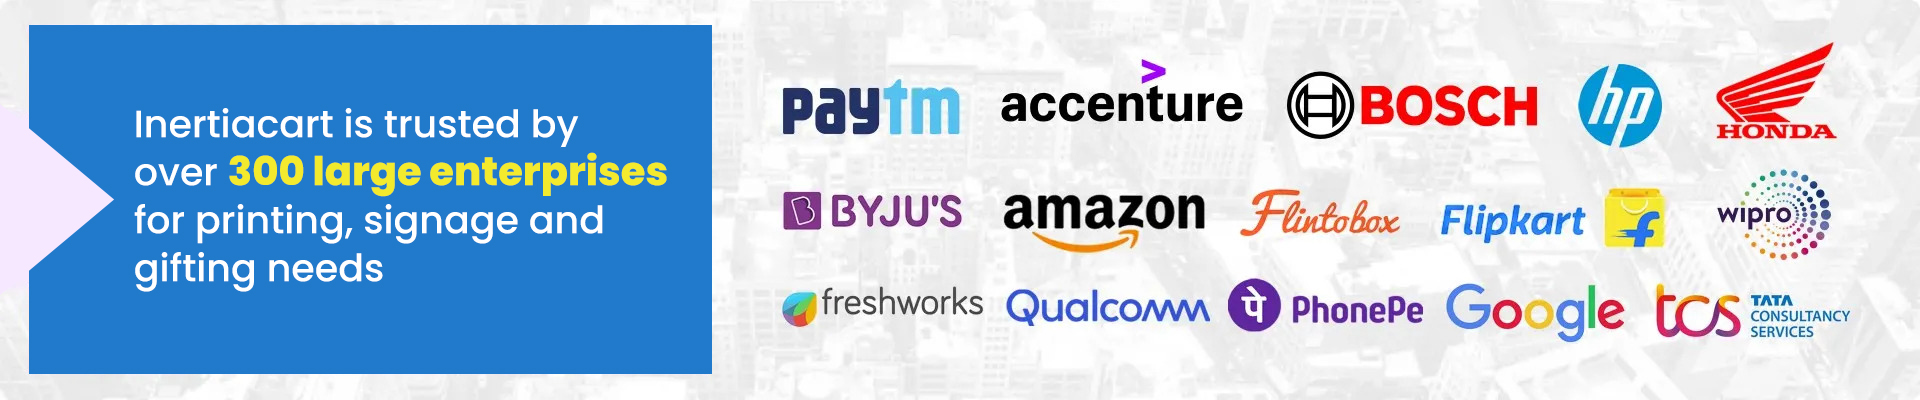 Inertiacart is trusted by
over 300 large enterprises
for printing, signage and
gifting needs
paytm
accenture
BOSCH
hp
HONDA
BYJU'S
amazon
Flintobox
Flipkart
wipro
freshworks
Qualcomm
पे PhonePe
Google
tcs TATA
CONSULTANCY
SERVICES